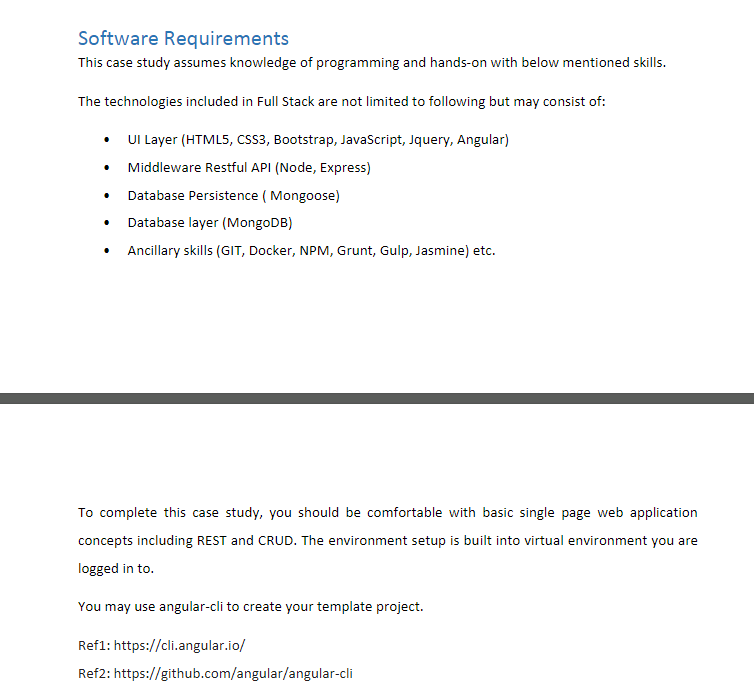 Software Requirements
This case study assumes knowledge of programming and hands-on with below mentioned skills.
The technologies included in Full Stack are not limited to following but may consist of:
• UI Layer (HTML5, CSS3, Bootstrap, JavaScript, Jquery, Angular)
• Middleware Restful API (Node, Express)
• Database Persistence ( Mongoose)
• Database layer (MongoDB)
• Ancillary skills (GIT, Docker, NPM, Grunt, Gulp, Jasmine) etc.
To complete this case study, you should be comfortable with basic single page web application
concepts including REST and CRUD. The environment setup is built into virtual environment you are
logged in to.
You may use angular-cli to create your template project.
Ref1: https://cli.angular.io/
Ref2: https://github.com/angular/angular-cli